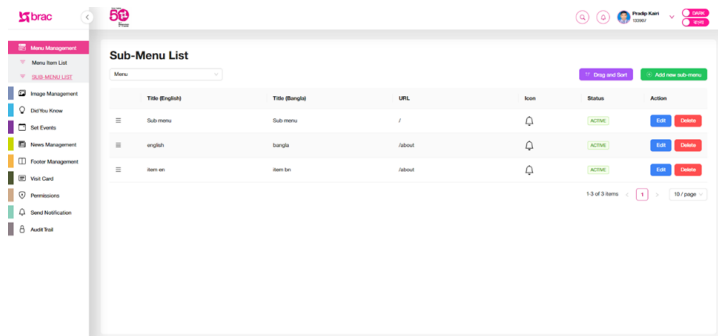 brac
50
Pradip Kairi
DARK
Menu Management
Menu Item List
SUB-MENU LIST
Image Management
Did You Know
Set Events
News Management
Footer Management
Visit Card
Permissions
Send Notification
Audit Trail
Sub-Menu List
Menu
Drag and Sort
Add new sub-menu
Title (English) Title (Bangla) URL Icon Status Action
Sub menu Sub menu / ACTIVE Edit Delete
english bangla /about ACTIVE Edit Delete
item en item bn /about ACTIVE Edit Delete
1-3 of 3 items 1 10 / page